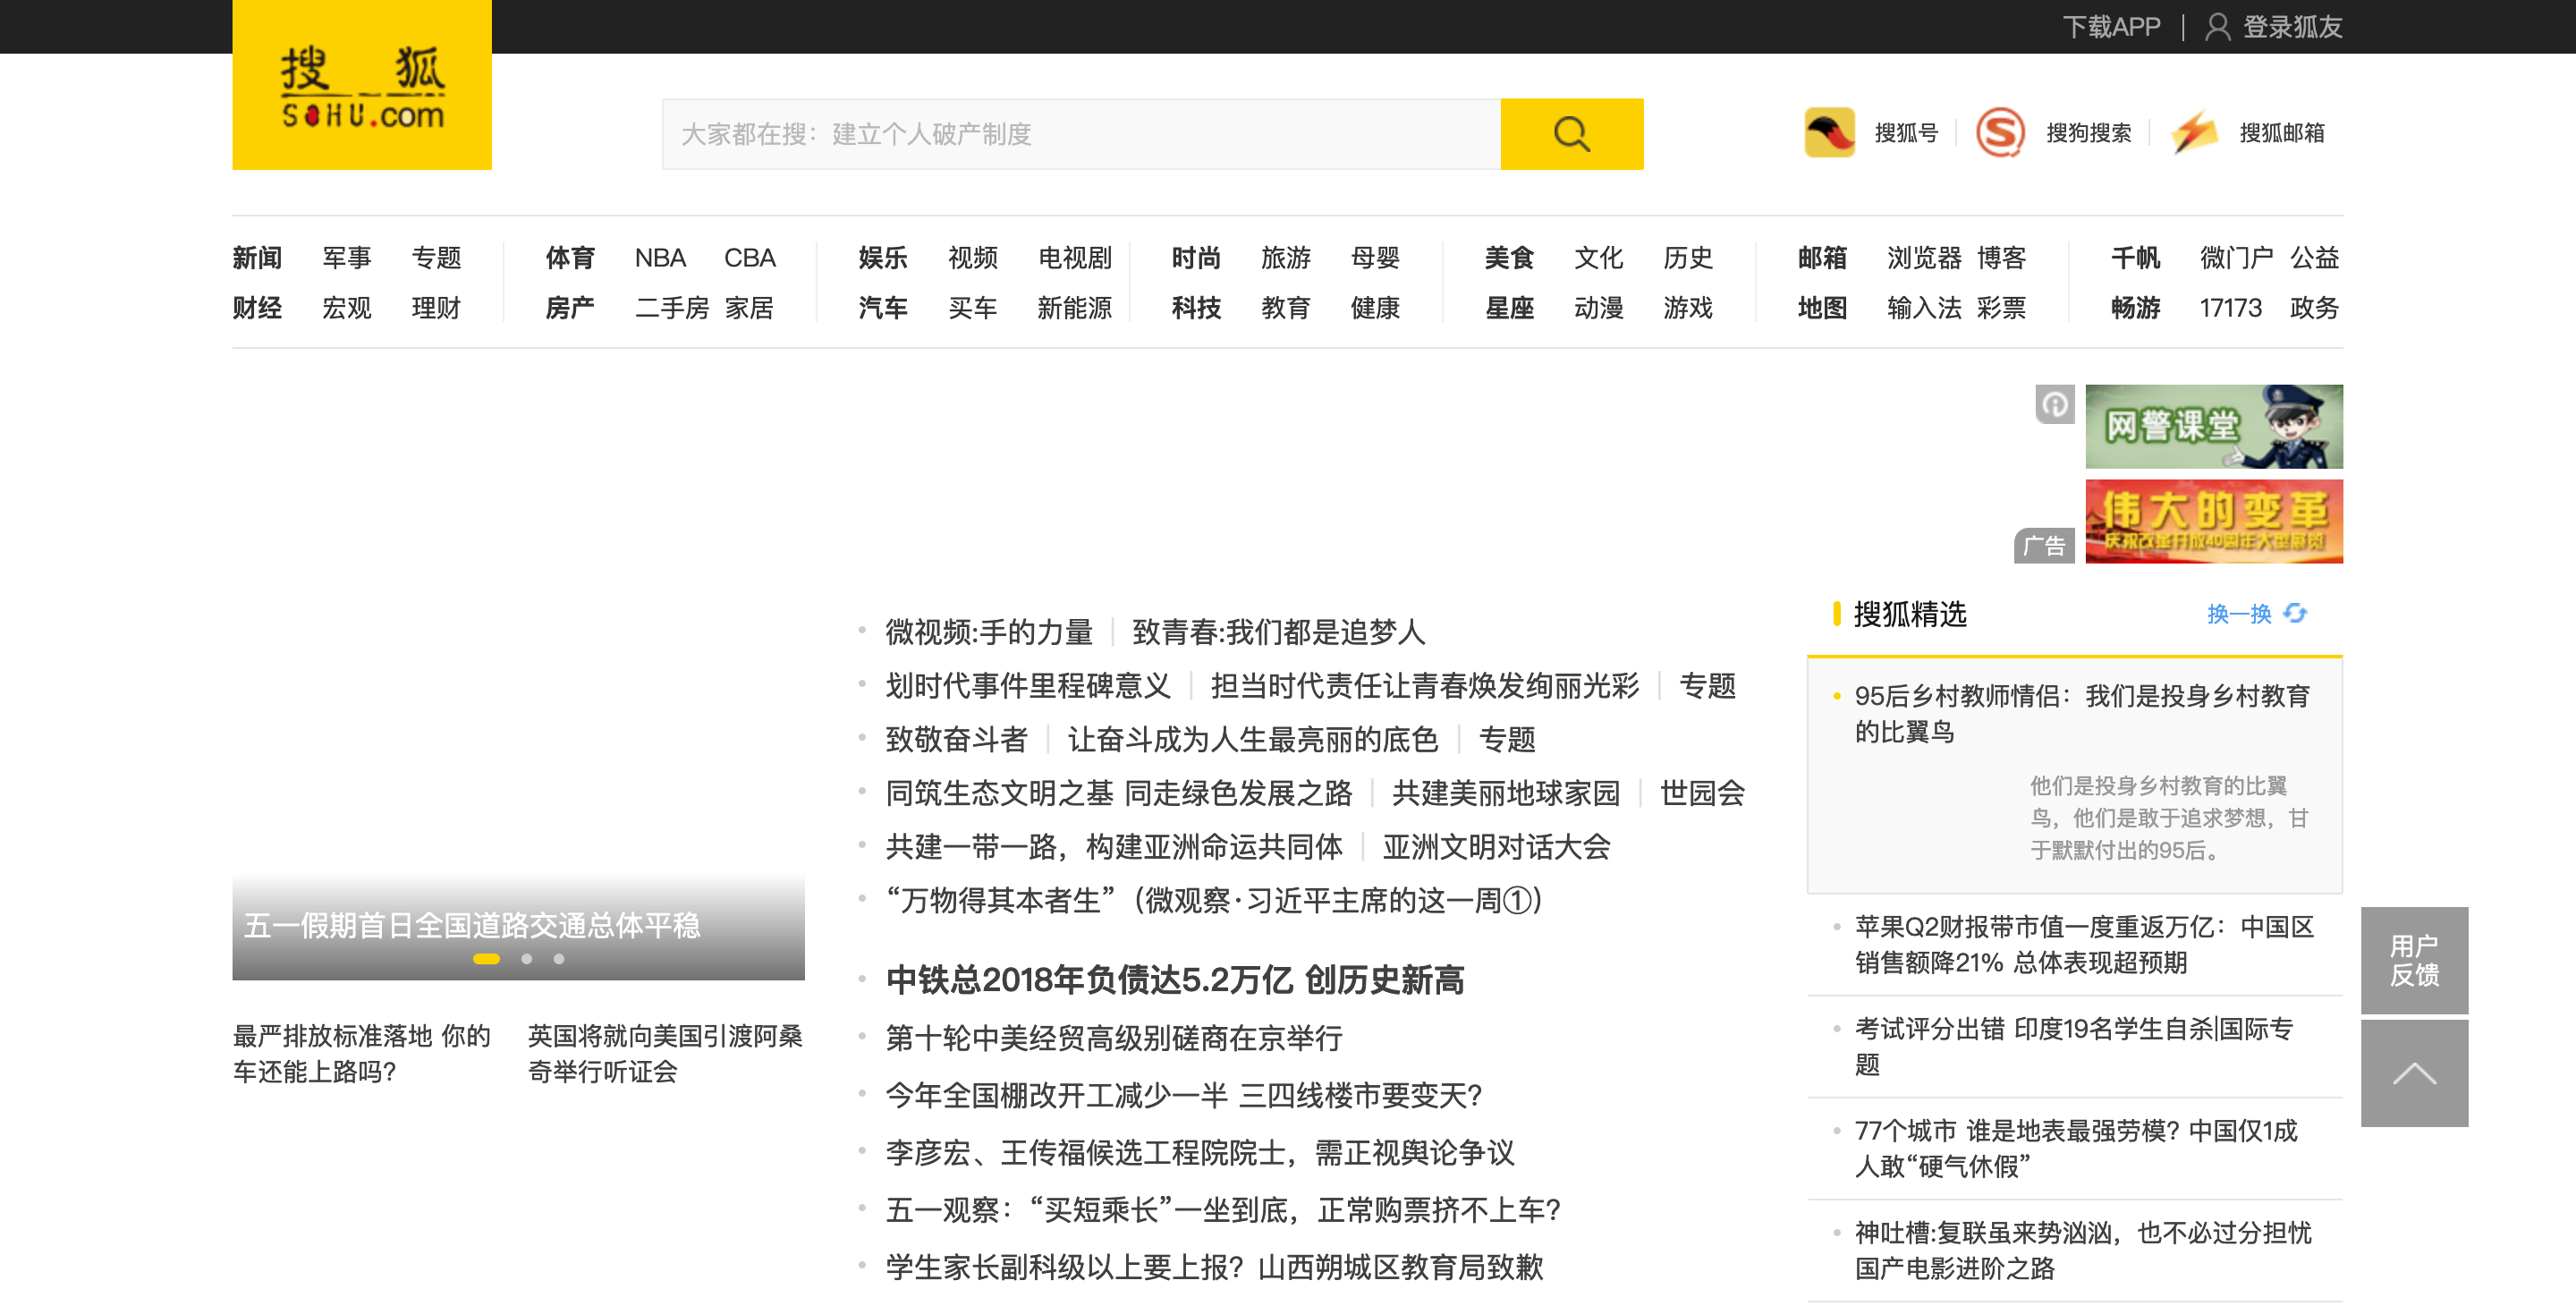 下载APP | 登录狐友
搜 狐
SOHU.com
大家都在搜：建立个人破产制度
搜狐号 搜狗搜索 搜狐邮箱
新闻 军事 专题 体育 NBA CBA 娱乐 视频 电视剧 时尚 旅游 母婴 美食 文化 历史 邮箱 浏览器 博客 千帆 微门户 公益
财经 宏观 理财 房产 二手房 家居 汽车 买车 新能源 科技 教育 健康 星座 动漫 游戏 地图 输入法 彩票 畅游 17173 政务
网警课堂
伟大的变革
庆祝改革开放40周年大型展览
广告
五一假期首日全国道路交通总体平稳
最严排放标准落地 你的
车还能上路吗?
英国将就向美国引渡阿桑
奇举行听证会
微视频:手的力量 | 致青春:我们都是追梦人
划时代事件里程碑意义 | 担当时代责任让青春焕发绚丽光彩 | 专题
致敬奋斗者 | 让奋斗成为人生最亮丽的底色 | 专题
同筑生态文明之基 同走绿色发展之路 | 共建美丽地球家园 | 世园会
共建一带一路，构建亚洲命运共同体 | 亚洲文明对话大会
“万物得其本者生”（微观察·习近平主席的这一周①）
中铁总2018年负债达5.2万亿 创历史新高
第十轮中美经贸高级别磋商在京举行
今年全国棚改开工减少一半 三四线楼市要变天?
李彦宏、王传福候选工程院院士，需正视舆论争议
五一观察：“买短乘长”一坐到底，正常购票挤不上车?
学生家长副科级以上要上报？山西朔城区教育局致歉
搜狐精选
换一换
95后乡村教师情侣：我们是投身乡村教育
的比翼鸟
他们是投身乡村教育的比翼
鸟，他们是敢于追求梦想，甘
于默默付出的95后。
苹果Q2财报带市值一度重返万亿：中国区
销售额降21% 总体表现超预期
考试评分出错 印度19名学生自杀|国际专
题
77个城市 谁是地表最强劳模? 中国仅1成
人敢“硬气休假”
神吐槽:复联虽来势汹汹，也不必过分担忧
国产电影进阶之路
用户
反馈